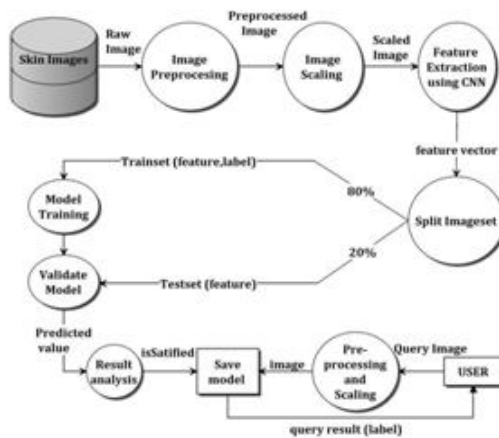 Skin Images
Raw
Image
Image
Preprocesing
Preprocessed
Image
Image
Scaling
Scaled
Image
Feature
Extraction
using CNN
feature vector
Split Imageset
80%
Trainset (feature,label)
Model
Training
20%
Testset (feature)
Validate
Model
Predicted
value
Result
analysis
isSatified
Save
model
image
Pre-
processing
and
Scaling
Query Image
USER
query result (label)